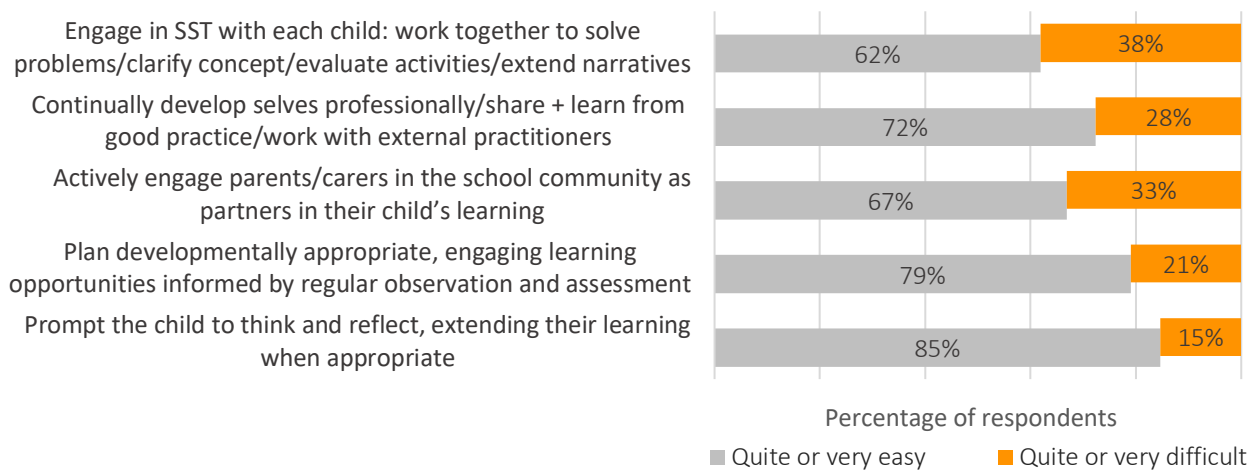 Engage in SST with each child: work together to solve
problems/clarify concept/evaluate activities/extend narratives
62%
38%
Continually develop selves professionally/share + learn from
good practice/work with external practitioners
72%
28%
Actively engage parents/carers in the school community as
partners in their child’s learning
67%
33%
Plan developmentally appropriate, engaging learning
opportunities informed by regular observation and assessment
79%
21%
Prompt the child to think and reflect, extending their learning
when appropriate
85%
15%
Percentage of respondents
Quite or very easy
Quite or very difficult